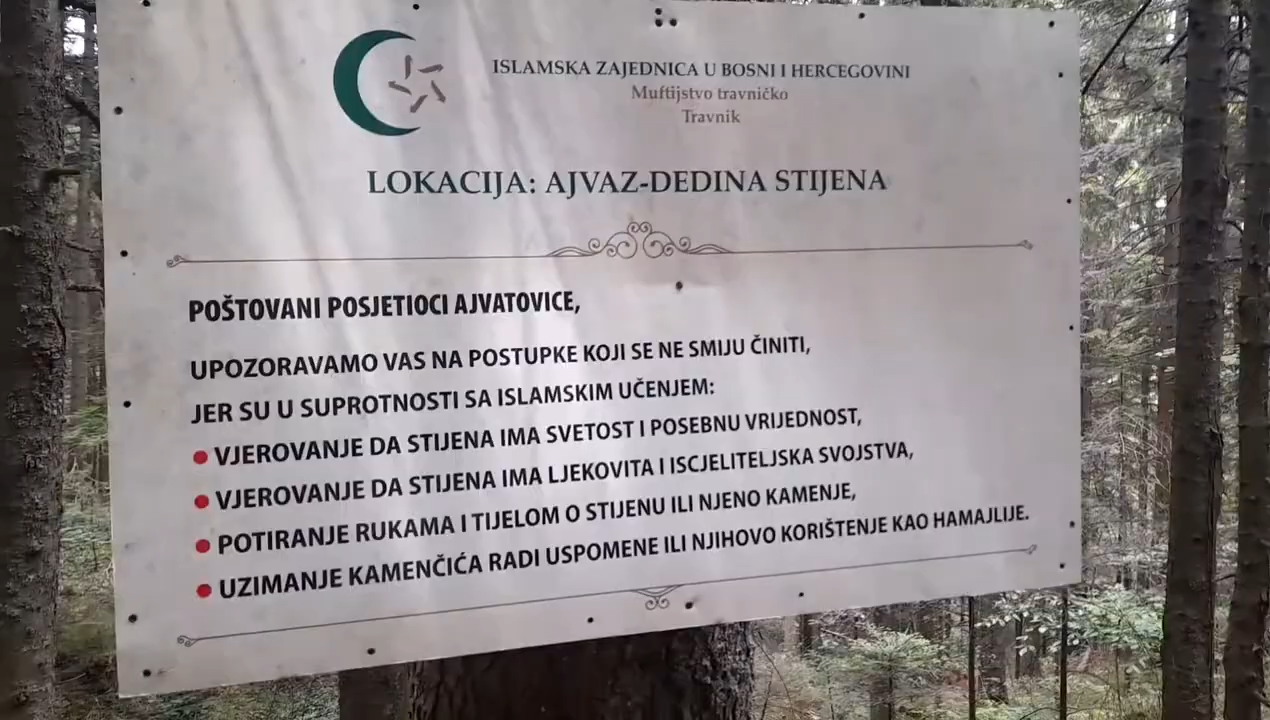 ISLAMSKA ZAJEDNICA U BOSNI I HERCEGOVINI
Muftijstvo travničko
Travnik
LOKACIJA: AJVAZ-DEDINA STIJENA
POŠTOVANI POSJETIOCI AJVATOVICE,
UPOZORAVAMO VAS NA POSTUPKE KOJI SE NE SMIJU ČINITI,
JER SU U SUPROTNOSTI SA ISLAMSKIM UČENJEM:
• VJEROVANJE DA STIJENA IMA SVETOST I POSEBNU VRIJEDNOST,
• VJEROVANJE DA STIJENA IMA LJEKOVITA I ISCJELITELJSKA SVOJSTVA,
• POTIRANJE RUKAMA I TIJELOM O STIJENU ILI NJENO KAMENJE,
• UZIMANJE KAMENČIĆA RADI USPOMENE ILI NJIHOVO KORIŠTENJE KAO HAMAJLIJE.